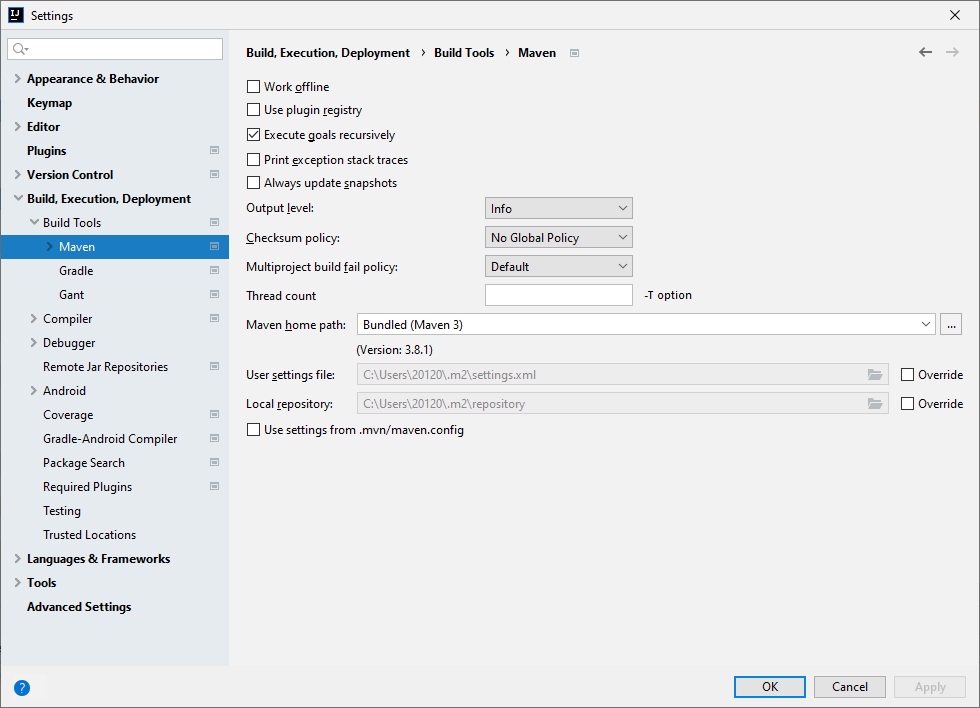 Settings
Appearance & Behavior
Keymap
Editor
Plugins
Version Control
Build, Execution, Deployment
Build Tools
Maven
Gradle
Gant
Compiler
Debugger
Remote Jar Repositories
Android
Coverage
Gradle-Android Compiler
Package Search
Required Plugins
Testing
Trusted Locations
Languages & Frameworks
Tools
Advanced Settings
Build, Execution, Deployment › Build Tools › Maven
Work offline
Use plugin registry
Execute goals recursively
Print exception stack traces
Always update snapshots
Output level: Info
Checksum policy: No Global Policy
Multiproject build fail policy: Default
Thread count -T option
Maven home path: Bundled (Maven 3) ...
(Version: 3.8.1)
User settings file: C:\Users\20120\.m2\settings.xml Override
Local repository: C:\Users\20120\.m2\repository Override
Use settings from .mvn/maven.config
? OK Cancel Apply